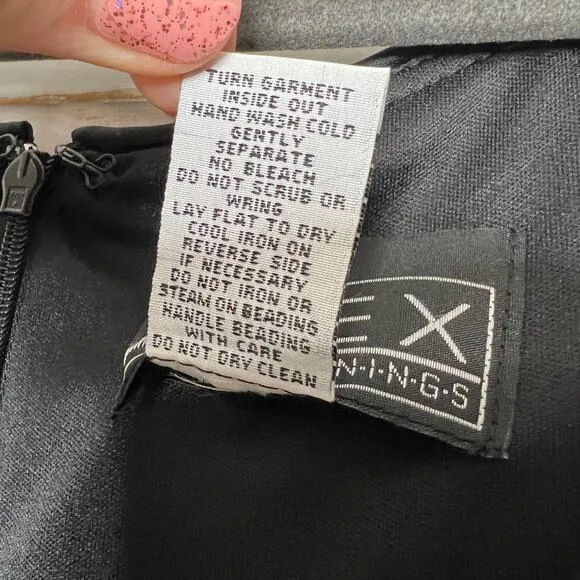 TURN GARMENT
INSIDE OUT
HAND WASH COLD
GENTLY
SEPARATE
NO BLEACH
DO NOT SCRUB OR
WRING
LAY FLAT TO DRY
COOL IRON ON
REVERSE SIDE
IF NECESSARY
DO NOT IRON OR
STEAM ON BEADING
HANDLE BEADING
WITH CARE
DO NOT DRY CLEAN
EX
N·I·N·G·S